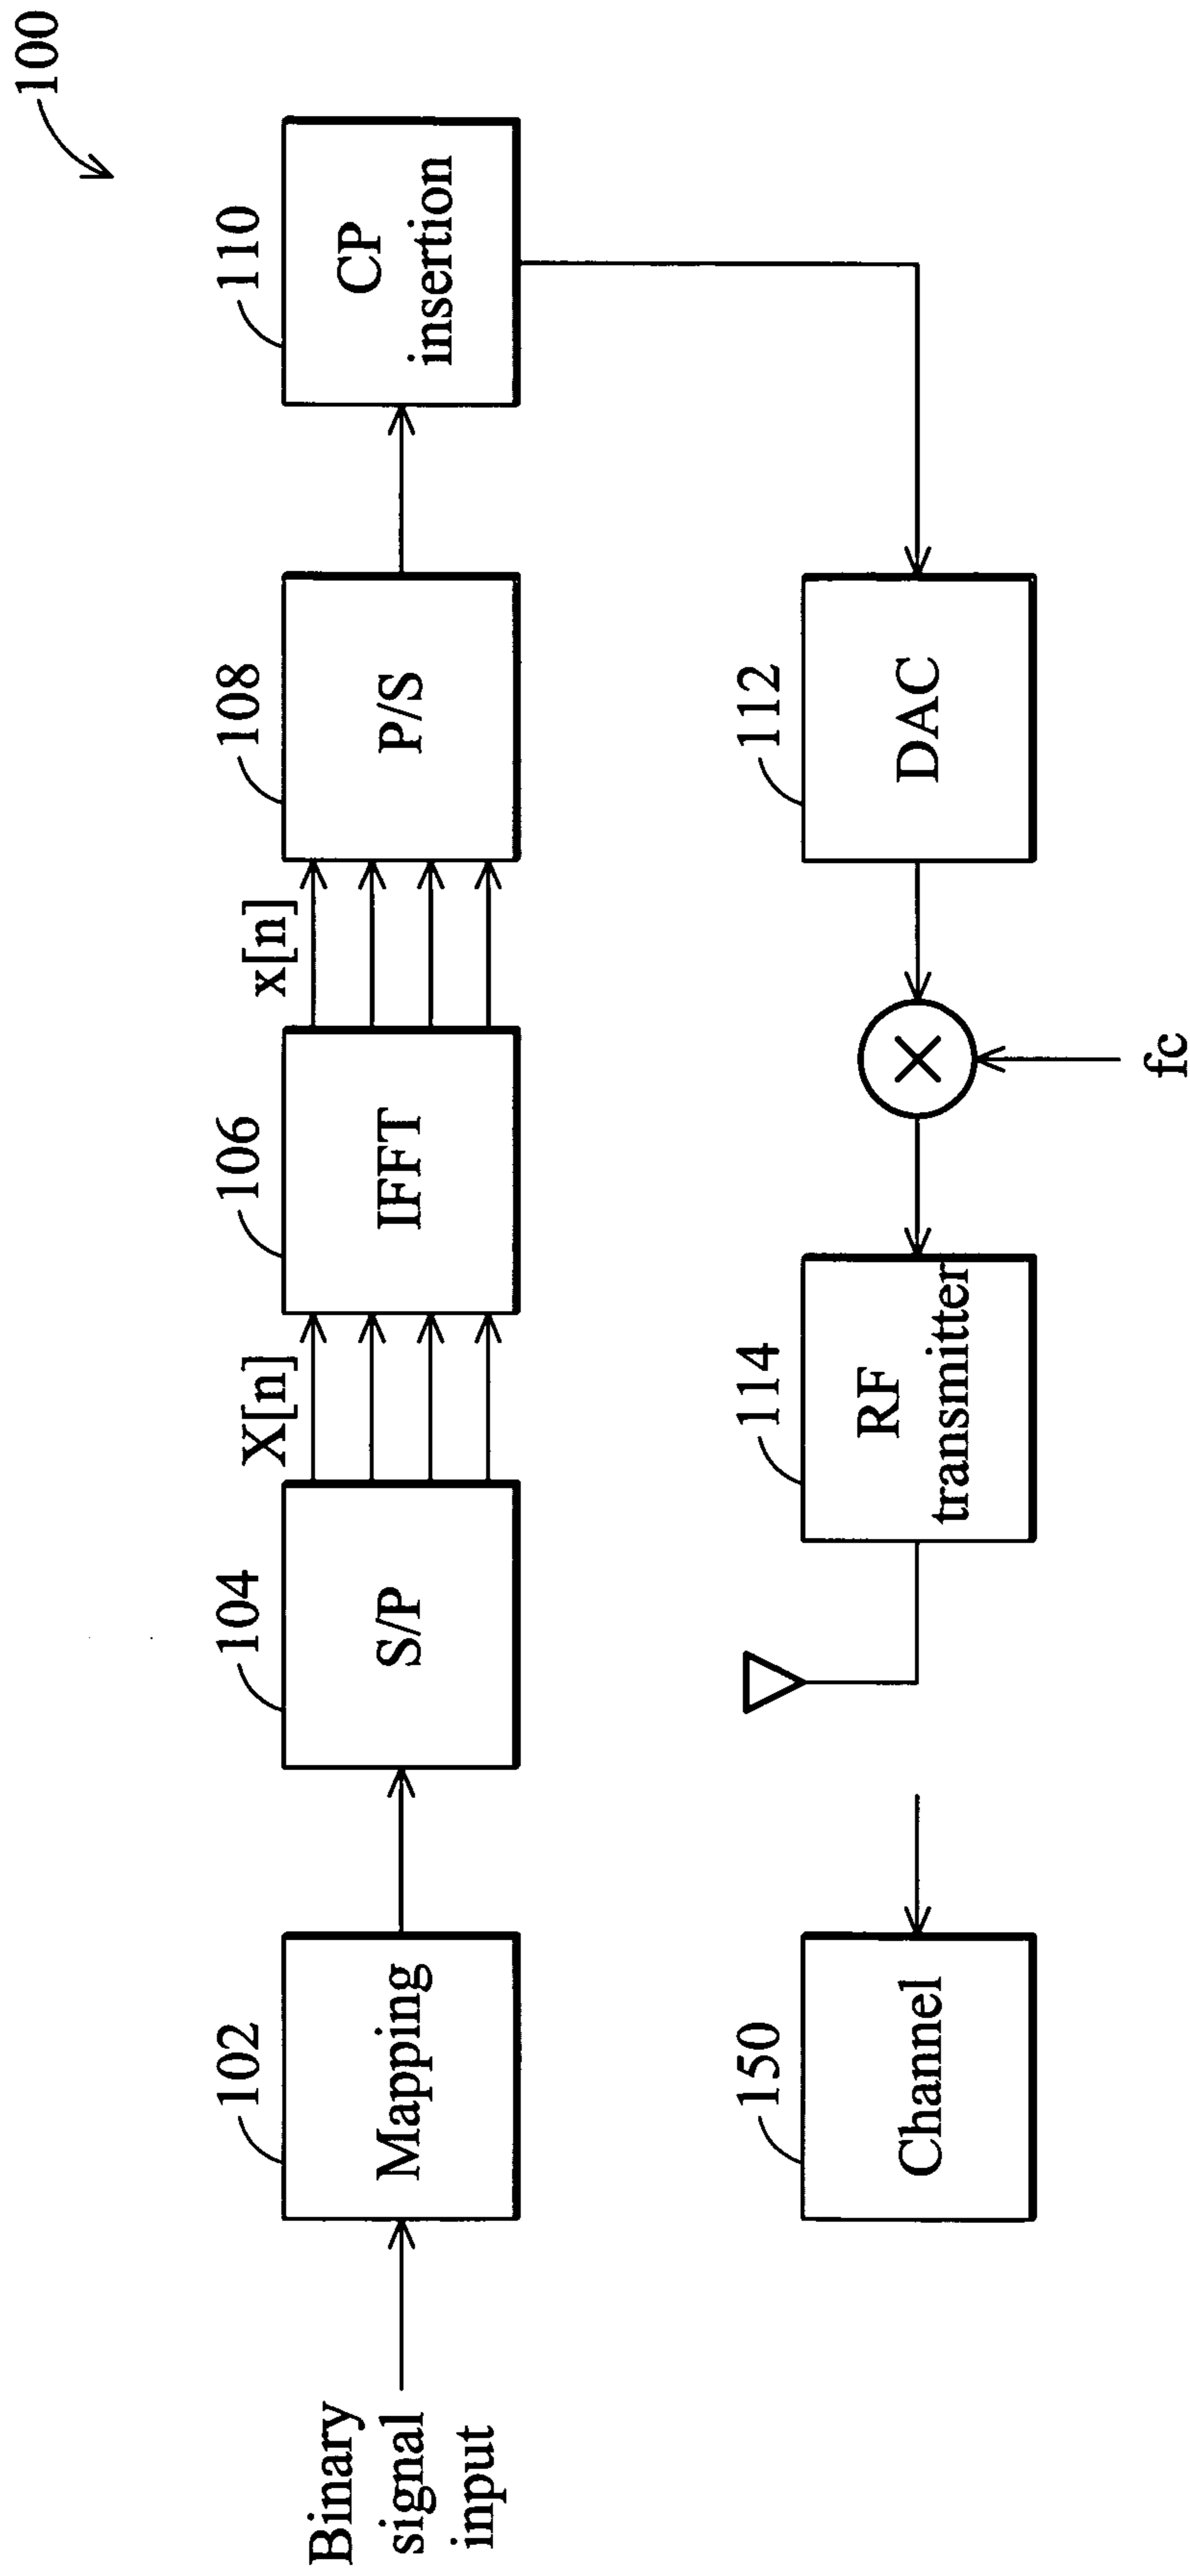 100
Binary
signal
input
102
Mapping
104
S/P
X[n]
106
IFFT
x[n]
108
P/S
110
CP
insertion
150
Channel
114
RF
transmitter
fc
112
DAC